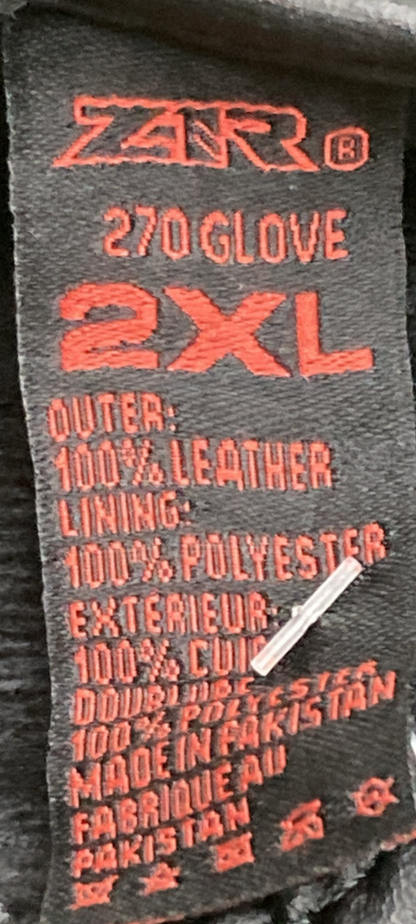 Z1R®
270 GLOVE
2XL
OUTER:
100% LEATHER
LINING:
100% POLYESTER
EXTÉRIEUR:
100% CUIR
DOUBLURE
100% POLYESTER
MADE IN PAKISTAN
FABRIQUE AU
PAKISTAN